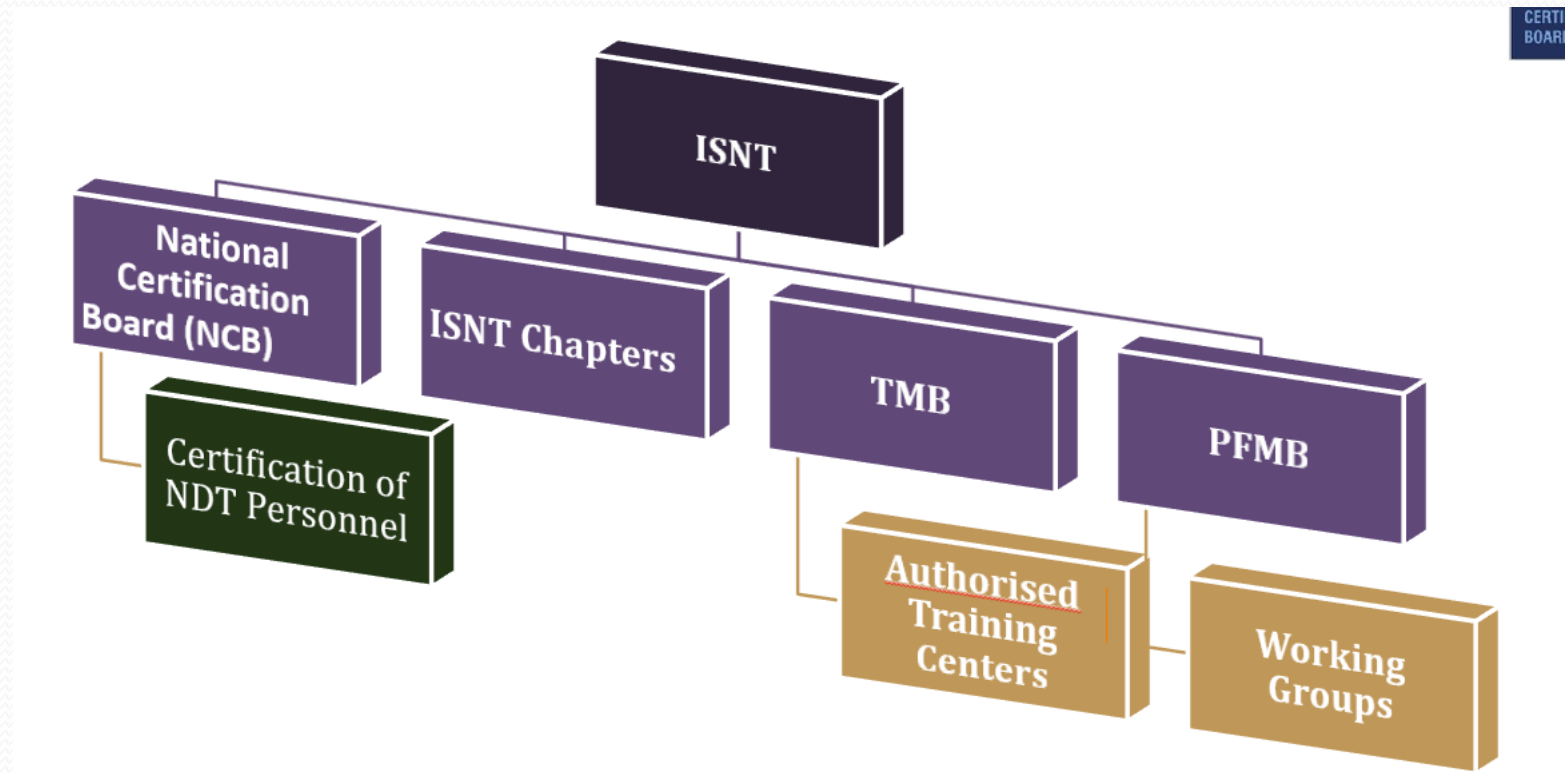 CERTI
BOARI
ISNT
National
Certification
Board (NCB)
ISNT Chapters
TMB
PFMB
Certification of
NDT Personnel
Authorised
Training
Centers
Working
Groups